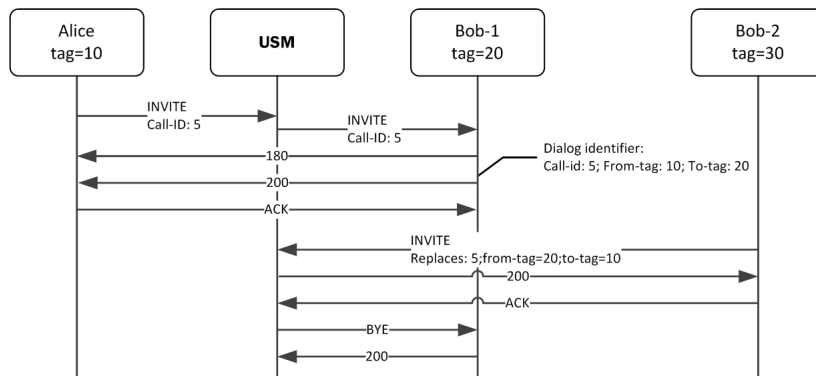 Alice
tag=10
USM
Bob-1
tag=20
Bob-2
tag=30
INVITE
Call-ID: 5
INVITE
Call-ID: 5
180
Dialog identifier:
Call-id: 5; From-tag: 10; To-tag: 20
200
ACK
INVITE
Replaces: 5;from-tag=20;to-tag=10
200
ACK
BYE
200